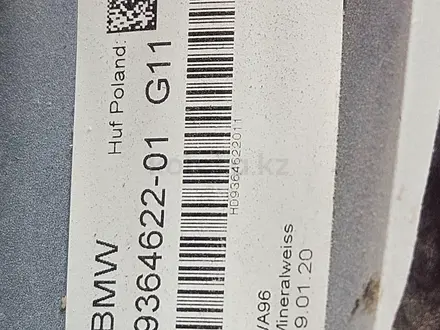 Huf Poland:
BMW
9364622-01 G11
HD9364622011
/A96
Mineralweiss
9.01.20